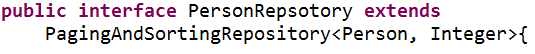 public interface PersonRepsotory extends
PagingAndSortingRepository<Person, Integer>{